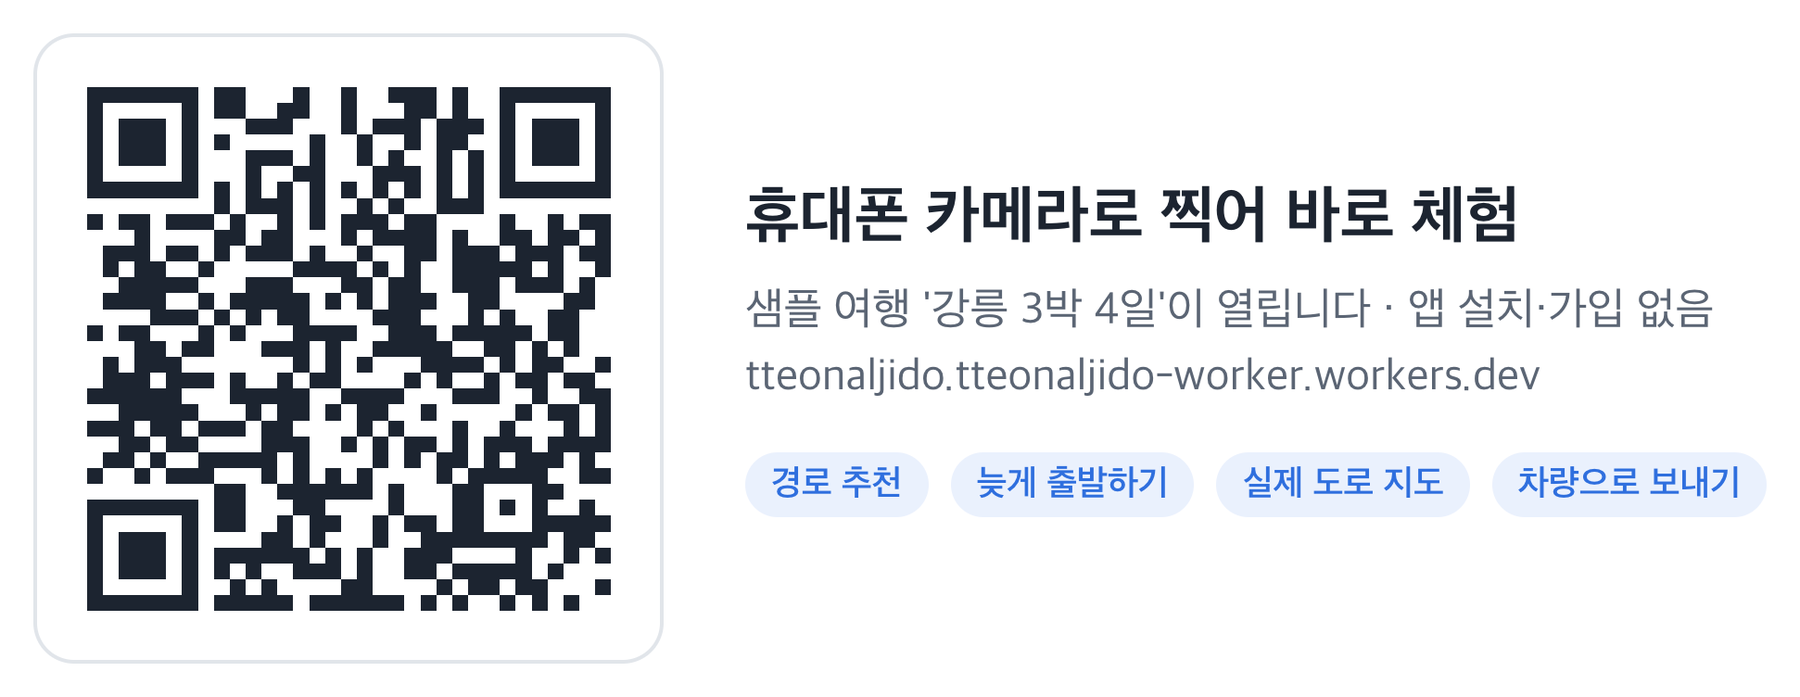 휴대폰 카메라로 찍어 바로 체험
샘플 여행 '강릉 3박 4일'이 열립니다 · 앱 설치·가입 없음
tteonaljido.tteonaljido-worker.workers.dev
경로 추천 늦게 출발하기 실제 도로 지도 차량으로 보내기